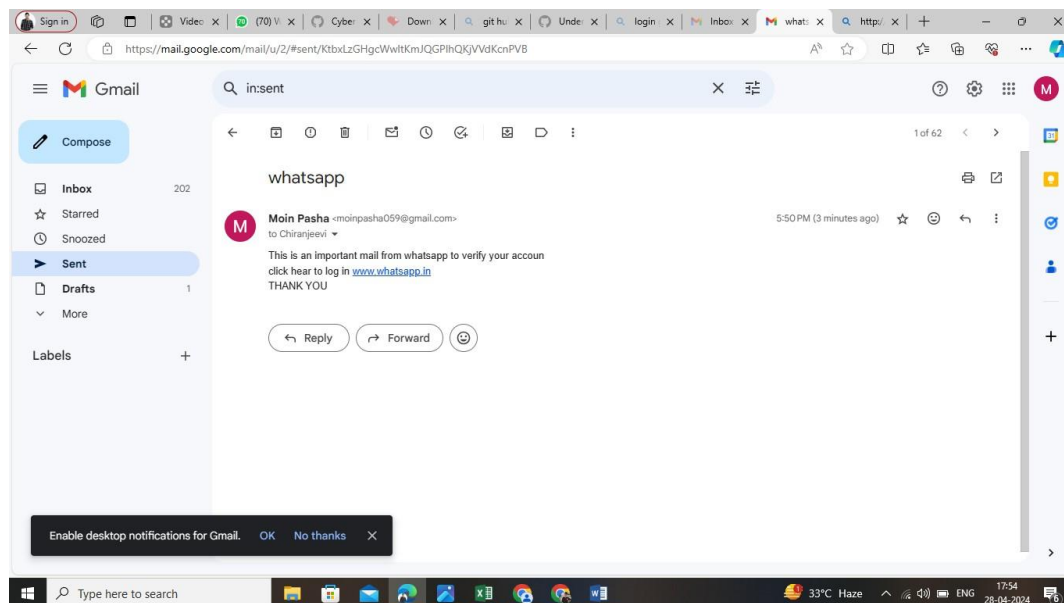 Sign in
Video
(70) W
Cyber
Down
git hu
Under
login
Inbox
whats
http:/
https://mail.google.com/mail/u/2/#sent/KtbxLzGHgcWwltKmJQGPlhQKjVVdKcnPVB
Gmail
in:sent
M
Compose
1 of 62
31
Inbox 202
Starred
Snoozed
Sent
Drafts 1
More
Labels
whatsapp
M
Moin Pasha <moinpasha059@gmail.com> 5:50 PM (3 minutes ago)
to Chiranjeevi
This is an important mail from whatsapp to verify your accoun
click hear to log in www.whatsapp.in
THANK YOU
Reply Forward
Enable desktop notifications for Gmail. OK No thanks
Type here to search
33°C Haze
ENG
17:54
28-04-2024